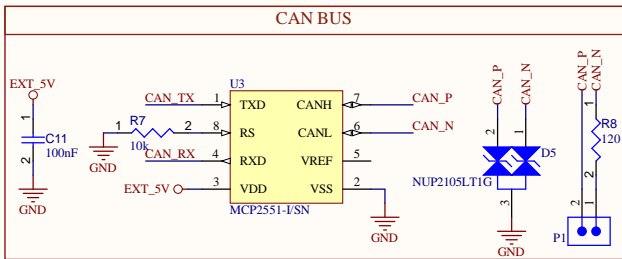 CAN BUS
EXT_5V
1
C11
100nF
2
GND
U3
CAN_TX 1 TXD CANH 7 CAN_P
R7
1 2 8 RS CANL 6 CAN_N
10k
GND
CAN_RX 4 RXD VREF 5
EXT_5V 3 VDD VSS 2
MCP2551-I/SN
GND
CAN_P
CAN_N
2
1
D5
NUP2105LT1G
3
GND
CAN_P
CAN_N
1
R8
120
2
2
1
P1